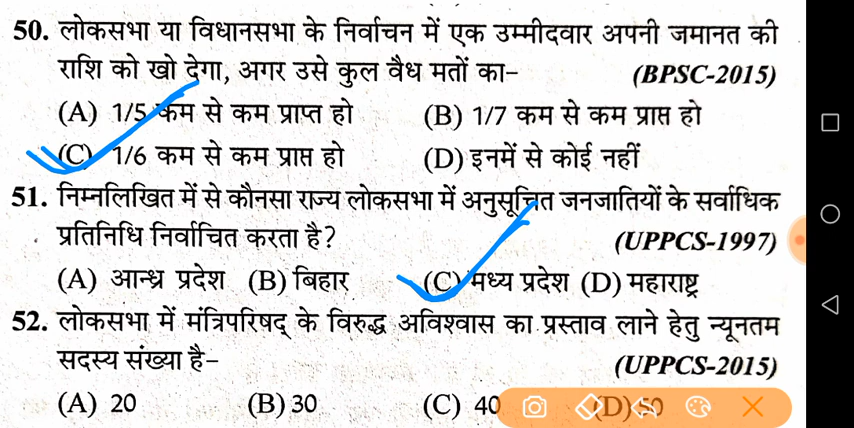 50. लोकसभा या विधानसभा के निर्वाचन में एक उम्मीदवार अपनी जमानत की
राशि को खो देगा, अगर उसे कुल वैध मतों का– (BPSC-2015)
(A) 1/5 कम से कम प्राप्त हो (B) 1/7 कम से कम प्राप्त हो
(C) 1/6 कम से कम प्राप्त हो (D) इनमें से कोई नहीं
51. निम्नलिखित में से कौनसा राज्य लोकसभा में अनुसूचित जनजातियों के सर्वाधिक
प्रतिनिधि निर्वाचित करता है? (UPPCS-1997)
(A) आन्ध्र प्रदेश (B) बिहार (C) मध्य प्रदेश (D) महाराष्ट्र
52. लोकसभा में मंत्रिपरिषद् के विरुद्ध अविश्वास का प्रस्ताव लाने हेतु न्यूनतम
सदस्य संख्या है– (UPPCS-2015)
(A) 20 (B) 30 (C) 40 (D) 50